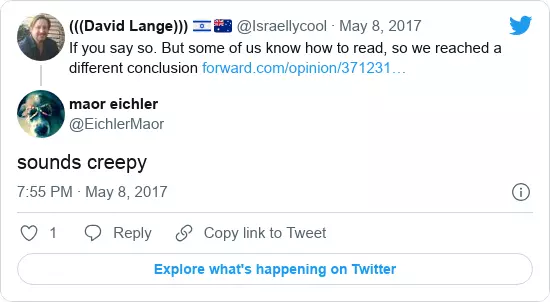 (((David Lange))) 🇮🇱 🇦🇺 @Israellycool · May 8, 2017
If you say so. But some of us know how to read, so we reached a
different conclusion forward.com/opinion/371231…
maor eichler
@EichlerMaor
sounds creepy
7:55 PM · May 8, 2017
1 Reply Copy link to Tweet
Explore what's happening on Twitter